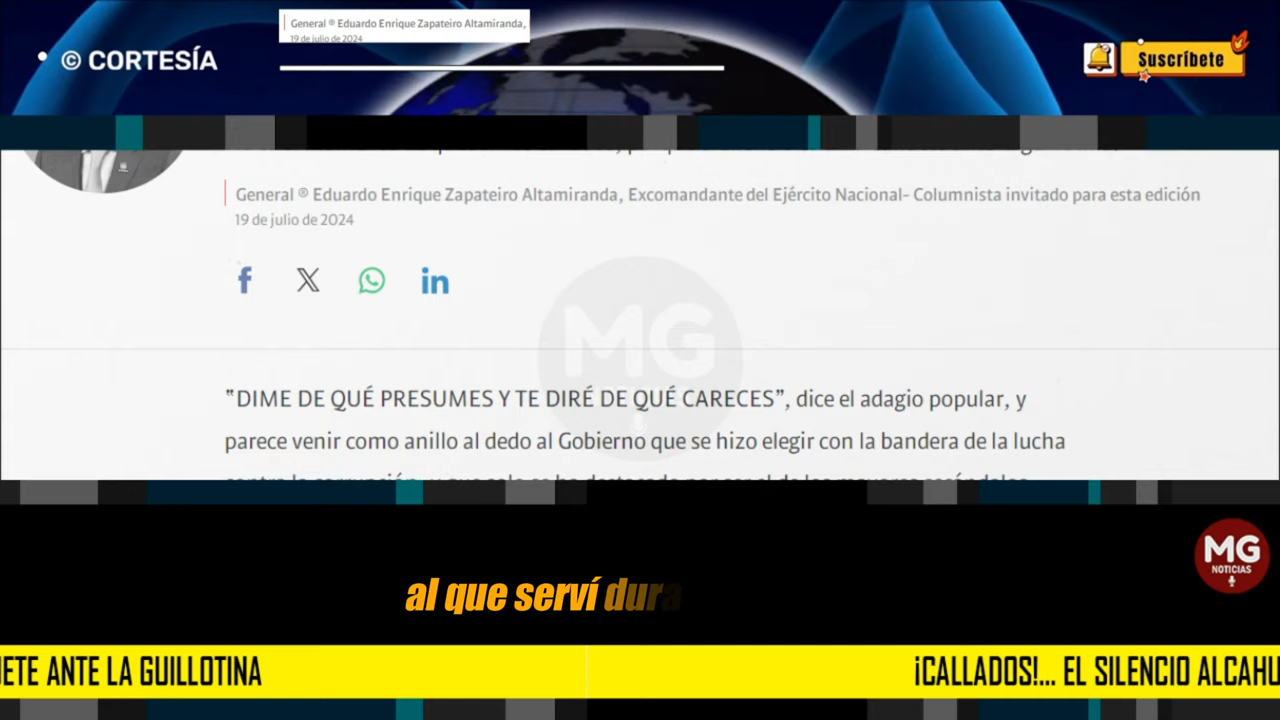 General ® Eduardo Enrique Zapateiro Altamiranda,
19 de julio de 2024
© CORTESÍA
Suscríbete
General ® Eduardo Enrique Zapateiro Altamiranda, Excomandante del Ejército Nacional- Columnista invitado para esta edición
19 de julio de 2024
MG
"DIME DE QUÉ PRESUMES Y TE DIRÉ DE QUÉ CARECES”, dice el adagio popular, y
parece venir como anillo al dedo al Gobierno que se hizo elegir con la bandera de la lucha
MG
NOTICIAS
al que serví dura
ETE ANTE LA GUILLOTINA
¡CALLADOS!... EL SILENCIO ALCAHU